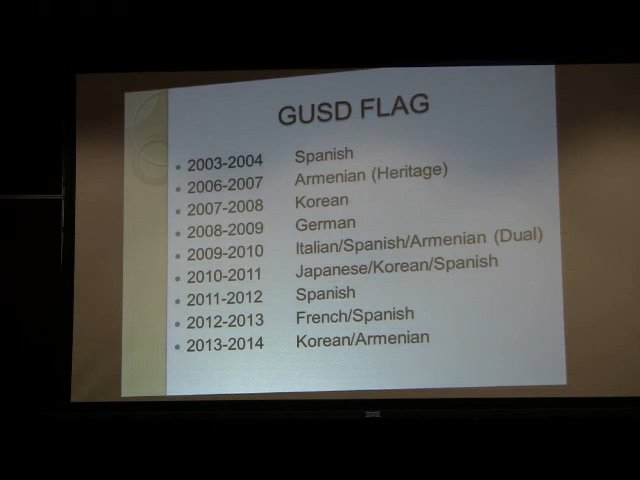 GUSD FLAG
• 2003-2004 Spanish
• 2006-2007 Armenian (Heritage)
• 2007-2008 Korean
• 2008-2009 German
• 2009-2010 Italian/Spanish/Armenian (Dual)
• 2010-2011 Japanese/Korean/Spanish
• 2011-2012 Spanish
• 2012-2013 French/Spanish
• 2013-2014 Korean/Armenian